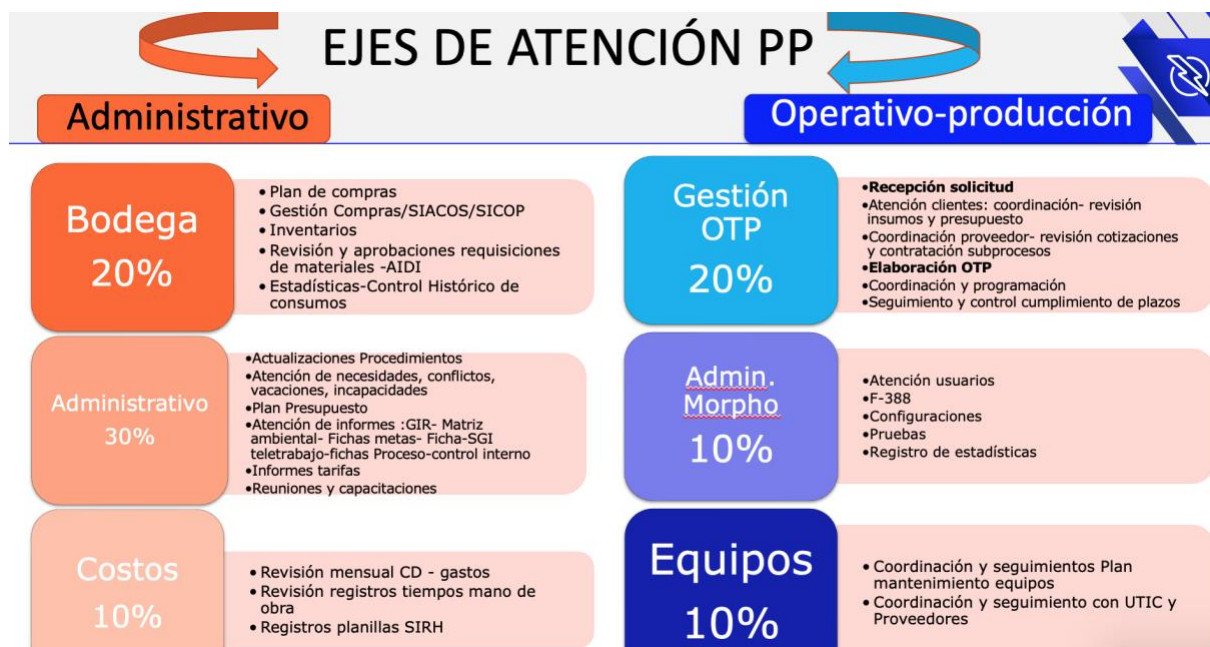 EJES DE ATENCIÓN PP
Administrativo
Operativo-producción
Bodega
20%
• Plan de compras
• Gestión Compras/SIACOS/SICOP
• Inventarios
• Revisión y aprobaciones requisiciones
de materiales -AIDI
• Estadísticas-Control Histórico de
consumos
Administrativo
30%
•Actualizaciones Procedimientos
•Atención de necesidades, conflictos,
vacaciones, incapacidades
•Plan Presupuesto
•Atención de informes :GIR- Matriz
ambiental- Fichas metas- Ficha-SGI
teletrabajo-fichas Proceso-control interno
•Informes tarifas
•Reuniones y capacitaciones
Costos
10%
• Revisión mensual CD - gastos
• Revisión registros tiempos mano de
obra
• Registros planillas SIRH
Gestión
OTP
20%
•Recepción solicitud
•Atención clientes: coordinación- revisión
insumos y presupuesto
•Coordinación proveedor- revisión cotizaciones
y contratación subprocesos
•Elaboración OTP
•Coordinación y programación
•Seguimiento y control cumplimiento de plazos
Admin.
Morpho
10%
•Atención usuarios
•F-388
•Configuraciones
•Pruebas
•Registro de estadísticas
Equipos
10%
• Coordinación y seguimientos Plan
mantenimiento equipos
• Coordinación y seguimiento con UTIC y
Proveedores